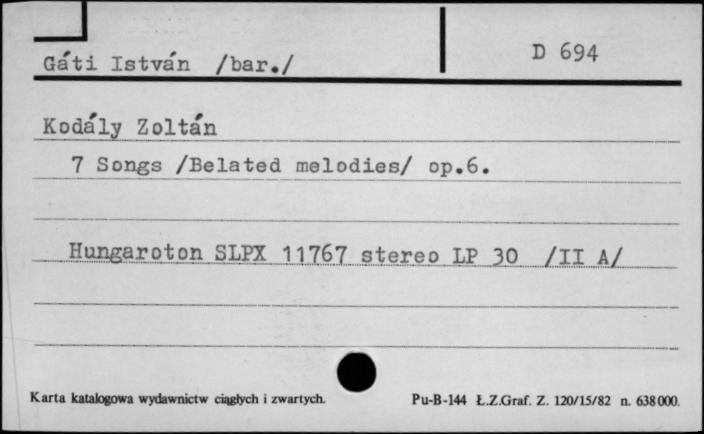 Gáti István /bar./
D 694
Kodály Zoltán
7 Songs /Belated melodies/ op.6.
Hungaroton SLPX 11767 stereo LP 30 /II A/
Karta katalogowa wydawnictw ciągłych i zwartych.
Pu-B-144 Ł.Z.Graf. Z. 120/15/82 n. 638000.